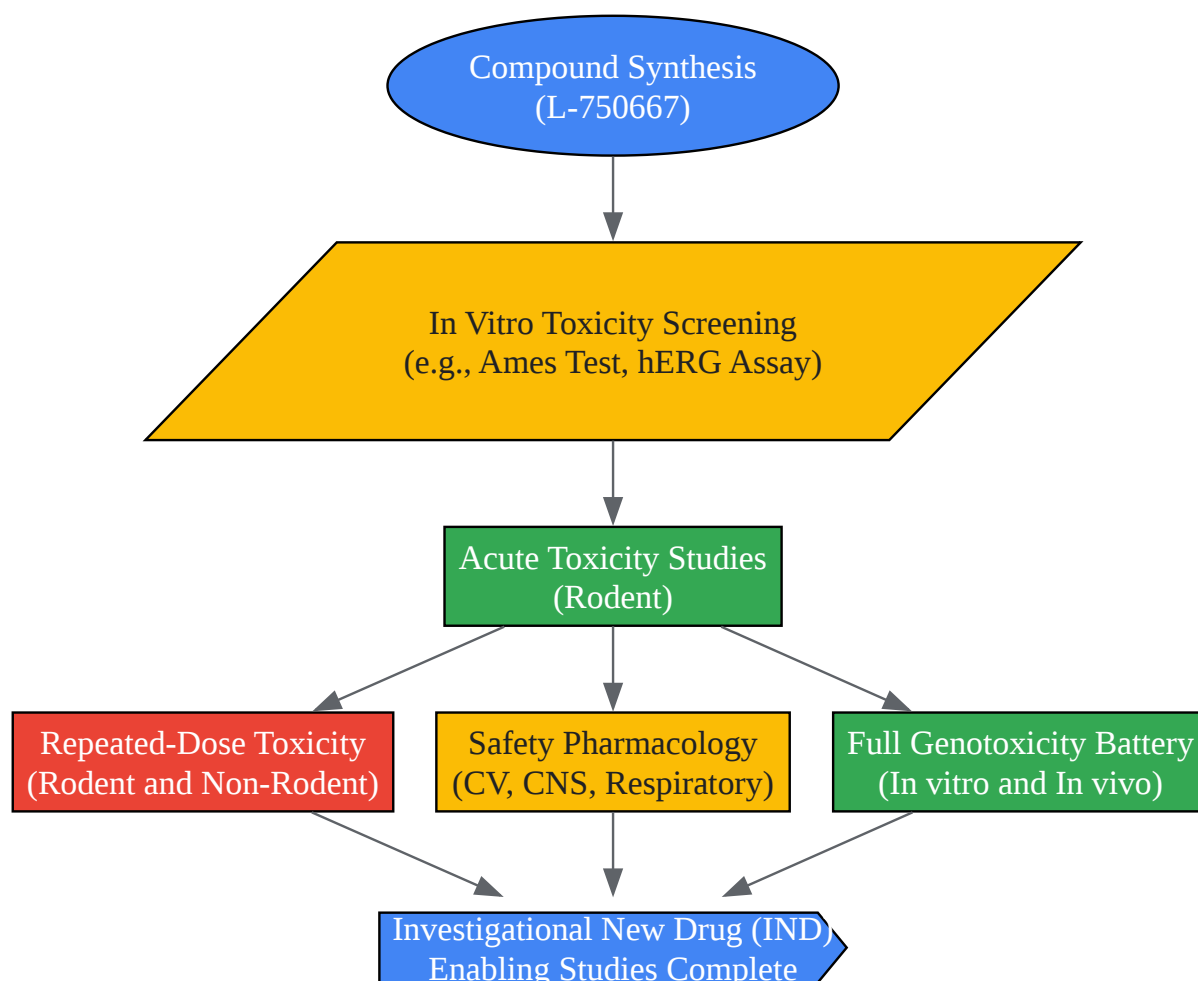 Compound Synthesis
(L-750667)
In Vitro Toxicity Screening
(e.g., Ames Test, hERG Assay)
Acute Toxicity Studies
(Rodent)
Repeated-Dose Toxicity
(Rodent and Non-Rodent)
Safety Pharmacology
(CV, CNS, Respiratory)
Full Genotoxicity Battery
(In vitro and In vivo)
Investigational New Drug (IND)
Enabling Studies Complete